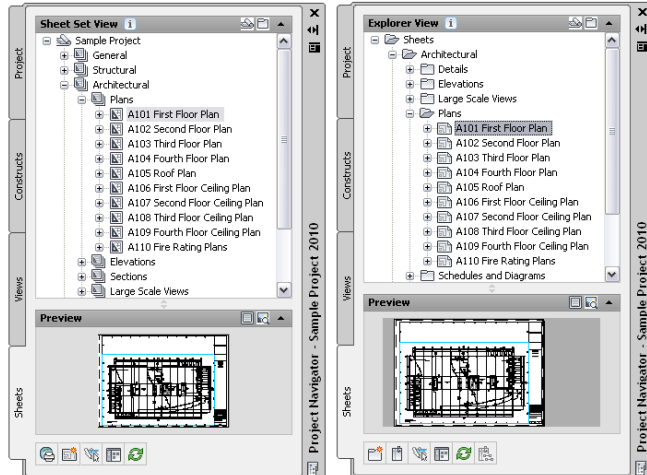 Sheet Set View
Sample Project
General
Structural
Architectural
Plans
A101 First Floor Plan
A102 Second Floor Plan
A103 Third Floor Plan
A104 Fourth Floor Plan
A105 Roof Plan
A106 First Floor Ceiling Plan
A107 Second Floor Ceiling Plan
A108 Third Floor Ceiling Plan
A109 Fourth Floor Ceiling Plan
A110 Fire Rating Plans
Elevations
Sections
Large Scale Views
Preview
Project
Constructs
Views
Sheets
Project Navigator - Sample Project 2010
Explorer View
Sheets
Architectural
Details
Elevations
Large Scale Views
Plans
A101 First Floor Plan
A102 Second Floor Plan
A103 Third Floor Plan
A104 Fourth Floor Plan
A105 Roof Plan
A106 First Floor Ceiling Plan
A107 Second Floor Ceiling Plan
A108 Third Floor Ceiling Plan
A109 Fourth Floor Ceiling Plan
A110 Fire Rating Plans
Schedules and Diagrams
Preview
Project
Constructs
Views
Sheets
Project Navigator - Sample Project 2010